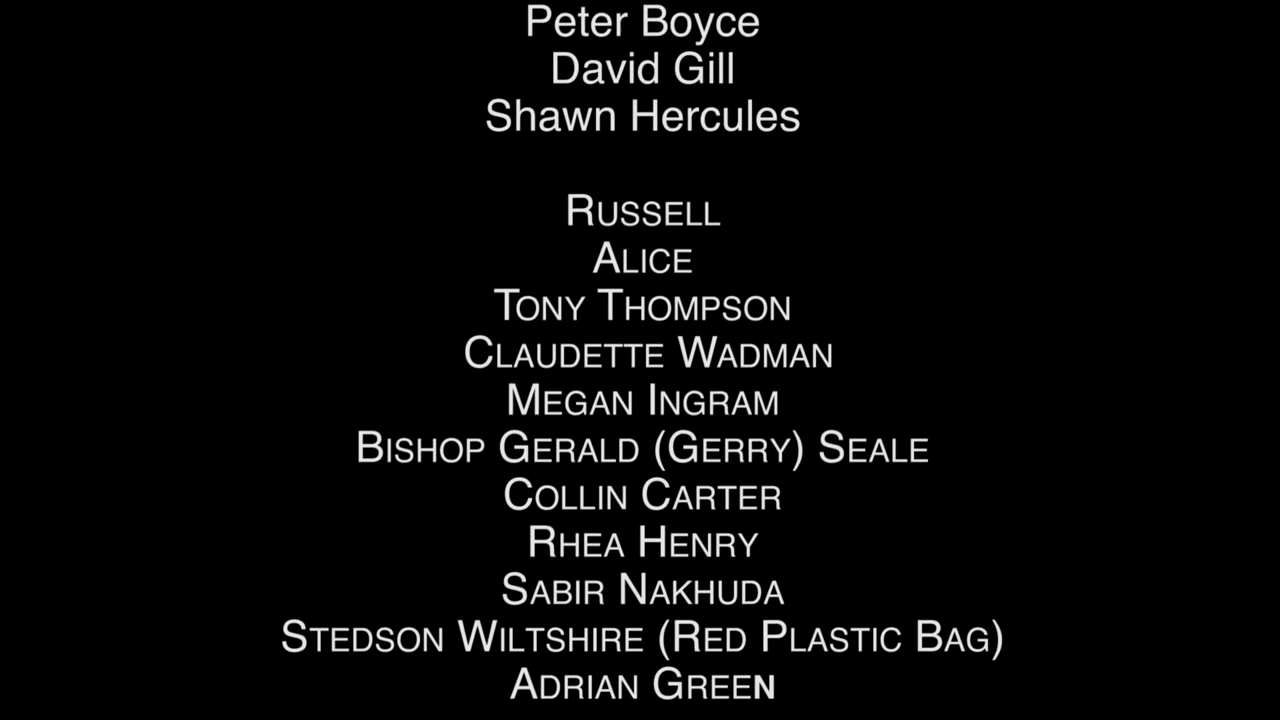 Peter Boyce
David Gill
Shawn Hercules
RUSSELL
ALICE
TONY THOMPSON
CLAUDETTE WADMAN
MEGAN INGRAM
BISHOP GERALD (GERRY) SEALE
COLLIN CARTER
RHEA HENRY
SABIR NAKHUDA
STEDSON WILTSHIRE (RED PLASTIC BAG)
ADRIAN GREEN